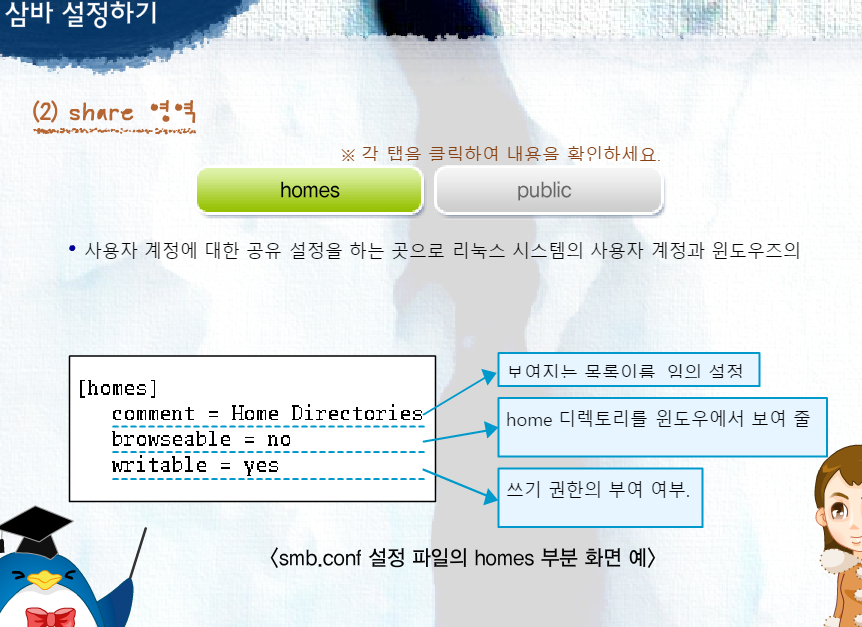 삼바 설정하기
(2) share 영역
※ 각 탭을 클릭하여 내용을 확인하세요.
homes
public
• 사용자 계정에 대한 공유 설정을 하는 곳으로 리눅스 시스템의 사용자 계정과 윈도우즈의
[homes]
comment = Home Directories
browseable = no
writable = yes
보여지는 목록이름 임의 설정
home 디렉토리를 윈도우에서 보여 줄
쓰기 권한의 부여 여부.
〈smb.conf 설정 파일의 homes 부분 화면 예〉